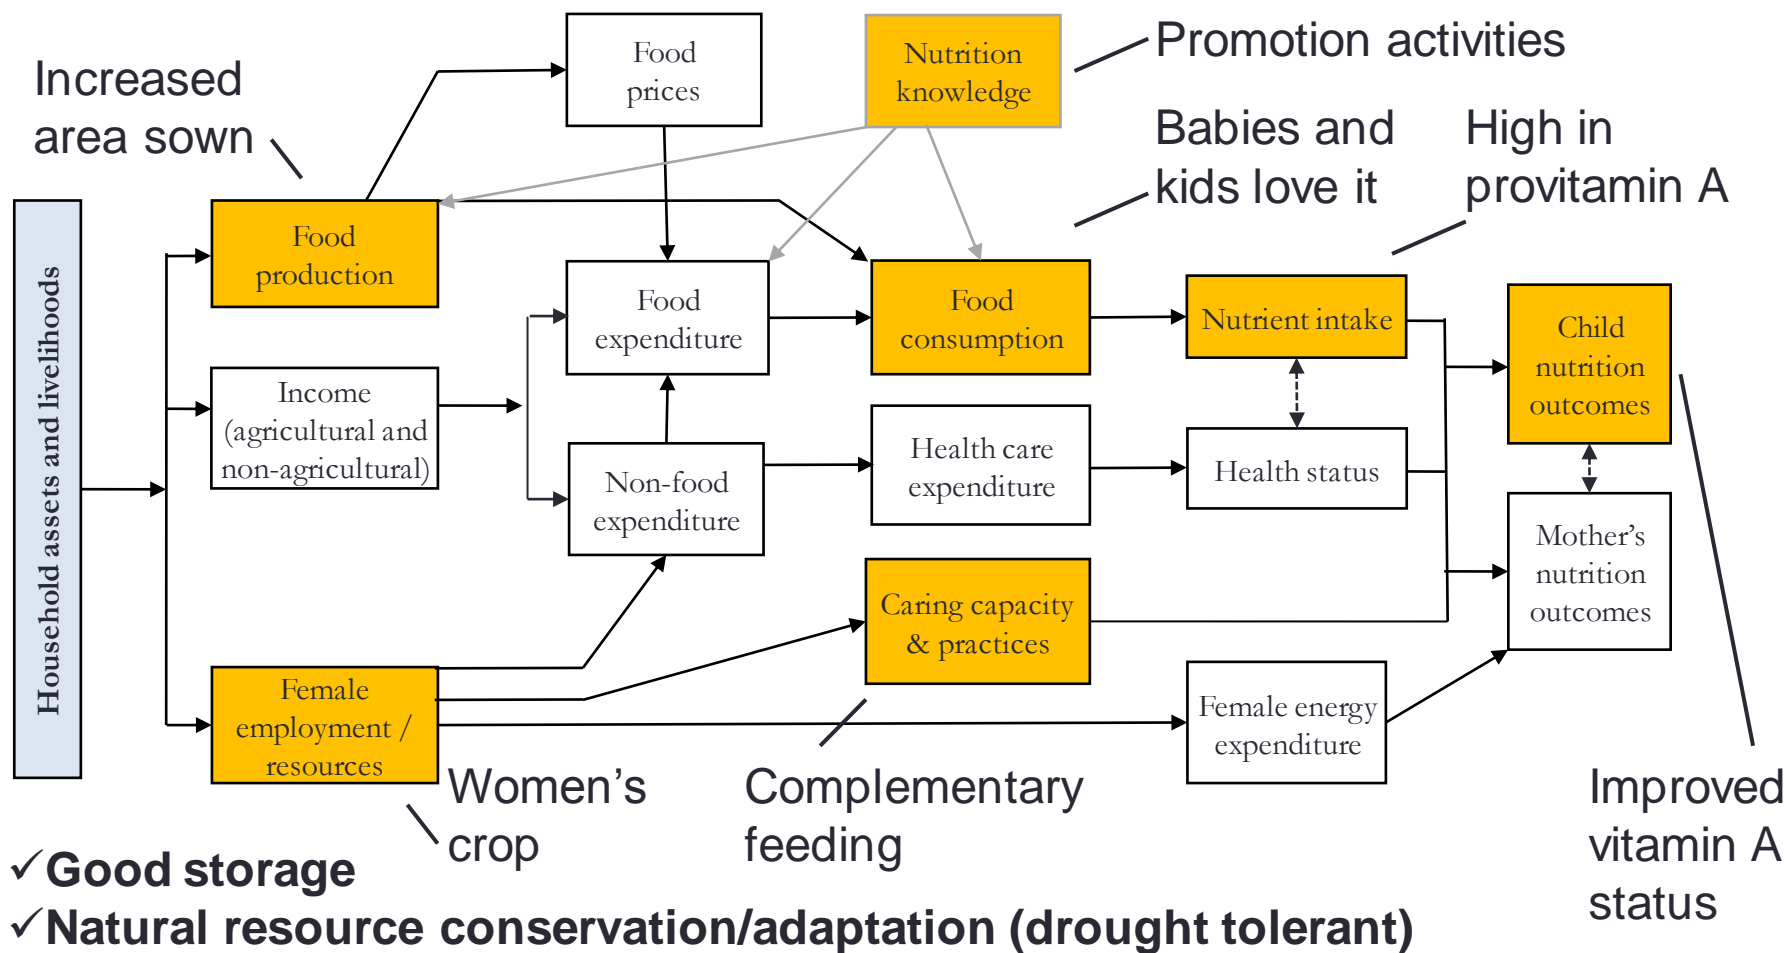 Increased
area sown
Food
prices
Nutrition
knowledge
Promotion activities
Babies and
kids love it
High in
provitamin A
Household assets and livelihoods
Food
production
Food
expenditure
Food
consumption
Nutrient intake
Child
nutrition
outcomes
Income
(agricultural and
non-agricultural)
Non-food
expenditure
Health care
expenditure
Health status
Mother’s
nutrition
outcomes
Caring capacity
& practices
Female
employment /
resources
Female energy
expenditure
Women’s
crop
Complementary
feeding
Improved
vitamin A
status
✓Good storage
✓Natural resource conservation/adaptation (drought tolerant)